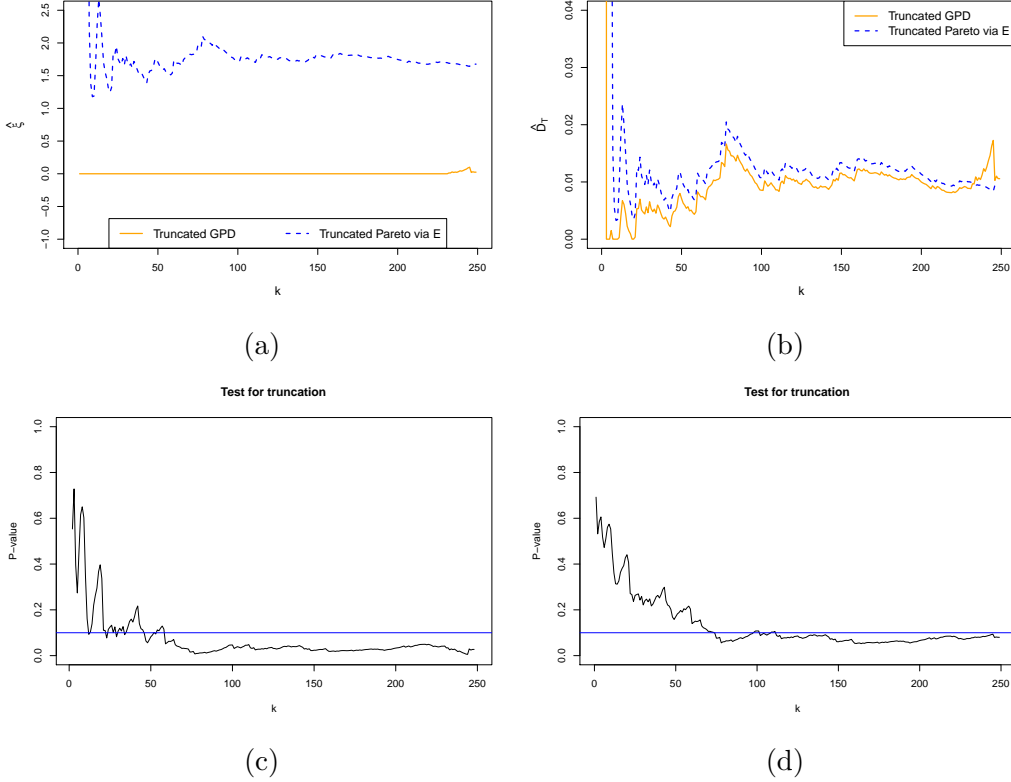 2.5
2.0
1.5
1.0
0.5
0.0
−0.5
−1.0
ξ̂
Truncated GPD
Truncated Pareto via E
0 50 100 150 200 250
k
(a)
0.04
0.03
0.02
0.01
0.00
D̂T
Truncated GPD
Truncated Pareto via E
0 50 100 150 200 250
k
(b)
Test for truncation
1.0
0.8
0.6
0.4
0.2
0.0
P−value
0 50 100 150 200 250
k
(c)
Test for truncation
1.0
0.8
0.6
0.4
0.2
0.0
P−value
0 50 100 150 200 250
k
(d)